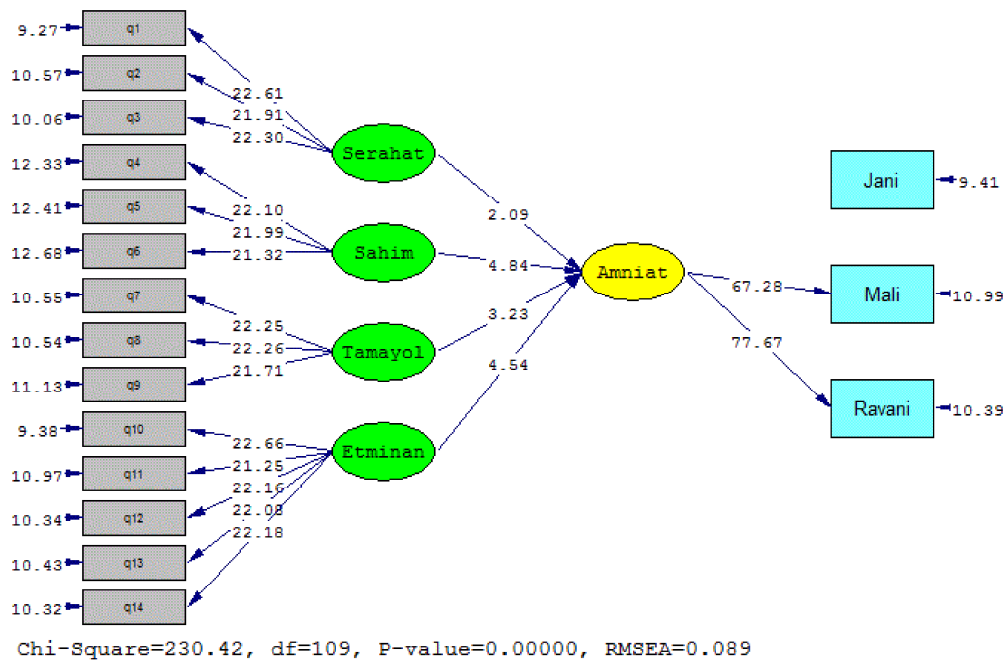 9.27 q1
10.57 q2
10.06 q3
12.33 q4
12.41 q5
12.68 q6
10.55 q7
10.54 q8
11.13 q9
9.38 q10
10.97 q11
10.34 q12
10.43 q13
10.32 q14
22.61
21.91
22.30
22.10
21.99
21.32
22.25
22.26
21.71
22.66
21.25
22.16
22.08
22.18
Serahat
Sahim
Tamayol
Etminan
2.09
4.84
3.23
4.54
Amniat
67.28
77.67
Jani 9.41
Mali 10.99
Ravani 10.39
Chi-Square=230.42, df=109, P-value=0.00000, RMSEA=0.089